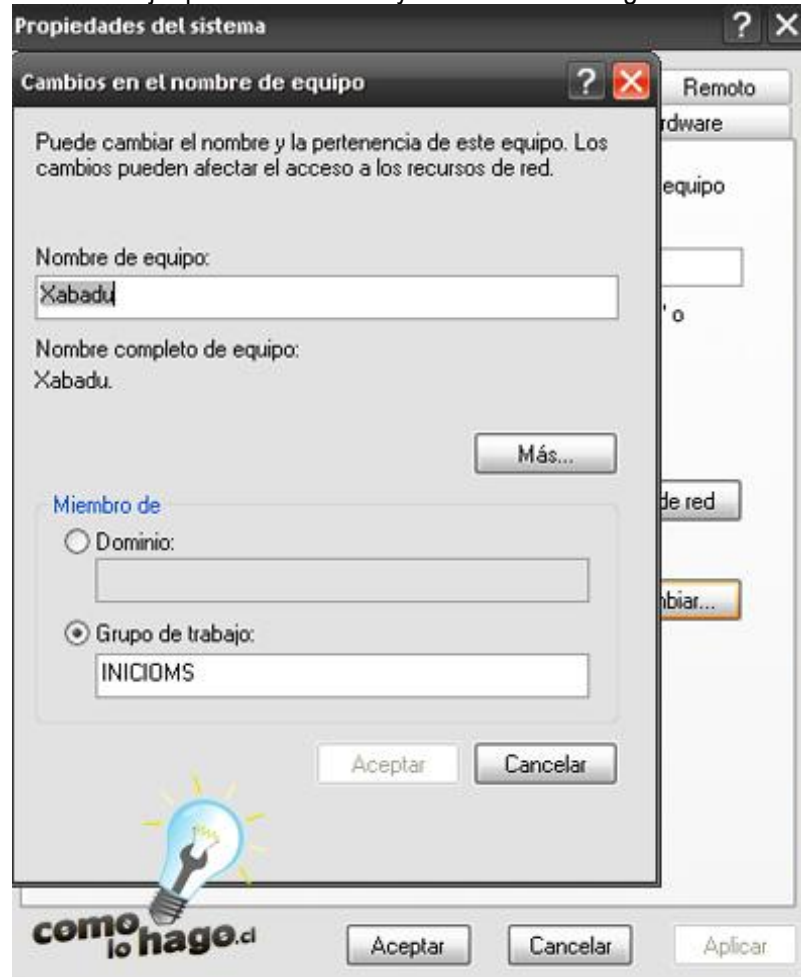 Propiedades del sistema
Cambios en el nombre de equipo
Remoto
rdware
Puede cambiar el nombre y la pertenencia de este equipo. Los
cambios pueden afectar el acceso a los recursos de red.
equipo
Nombre de equipo:
Xabadu
' o
Nombre completo de equipo:
Xabadu.
Más...
Miembro de
de red
Dominio:
nbiar...
Grupo de trabajo:
INICIOMS
Aceptar
Cancelar
como
lo hago.cl
Aceptar
Cancelar
Aplicar